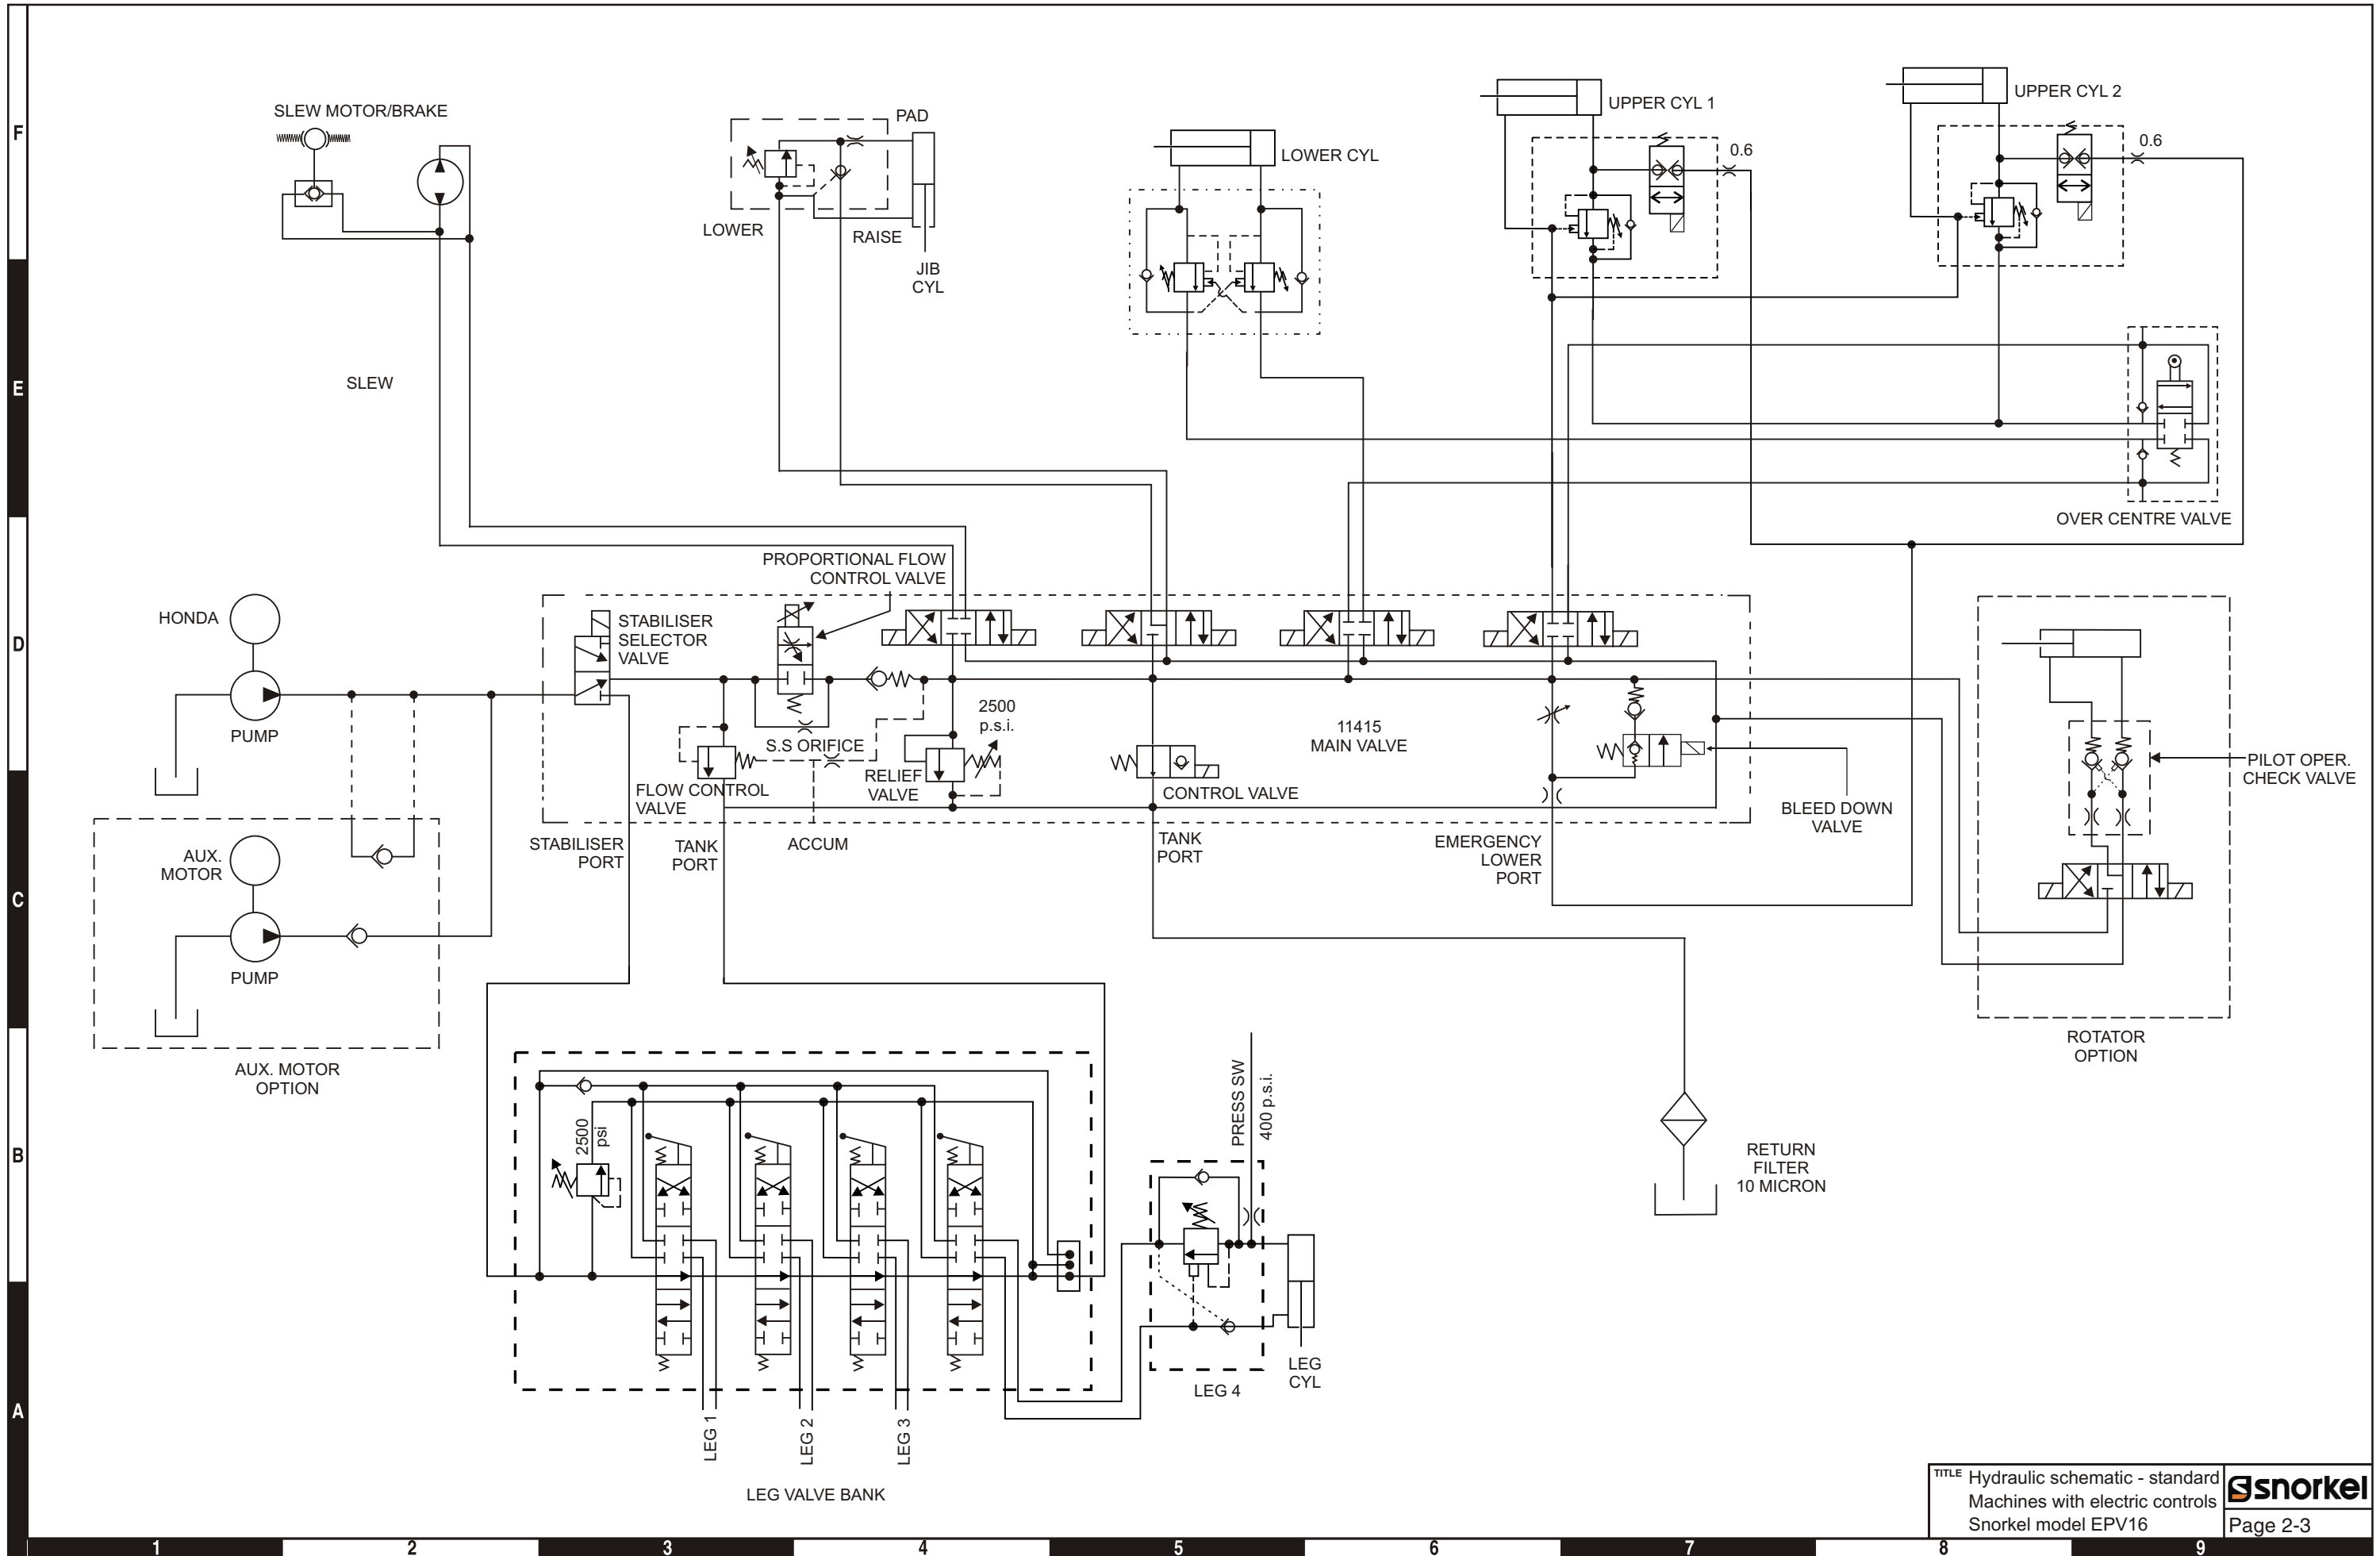 F
SLEW MOTOR/BRAKE
PAD
LOWER
RAISE
JIB
CYL
LOWER CYL
UPPER CYL 1
0.6
UPPER CYL 2
0.6
E
SLEW
OVER CENTRE VALVE
D
HONDA
PUMP
PROPORTIONAL FLOW
CONTROL VALVE
STABILISER
SELECTOR
VALVE
S.S ORIFICE
2500
p.s.i.
FLOW CONTROL
VALVE
RELIEF
VALVE
11415
MAIN VALVE
CONTROL VALVE
BLEED DOWN
VALVE
PILOT OPER.
CHECK VALVE
C
AUX.
MOTOR
PUMP
STABILISER
PORT
TANK
PORT
ACCUM
TANK
PORT
EMERGENCY
LOWER
PORT
ROTATOR
OPTION
AUX. MOTOR
OPTION
B
2500
psi
PRESS SW
400 p.s.i.
RETURN
FILTER
10 MICRON
A
LEG 1
LEG 2
LEG 3
LEG 4
LEG
CYL
LEG VALVE BANK
TITLE
Hydraulic schematic - standard
Machines with electric controls
Snorkel model EPV16
snorkel
Page 2-3
1
2
3
4
5
6
7
8
9